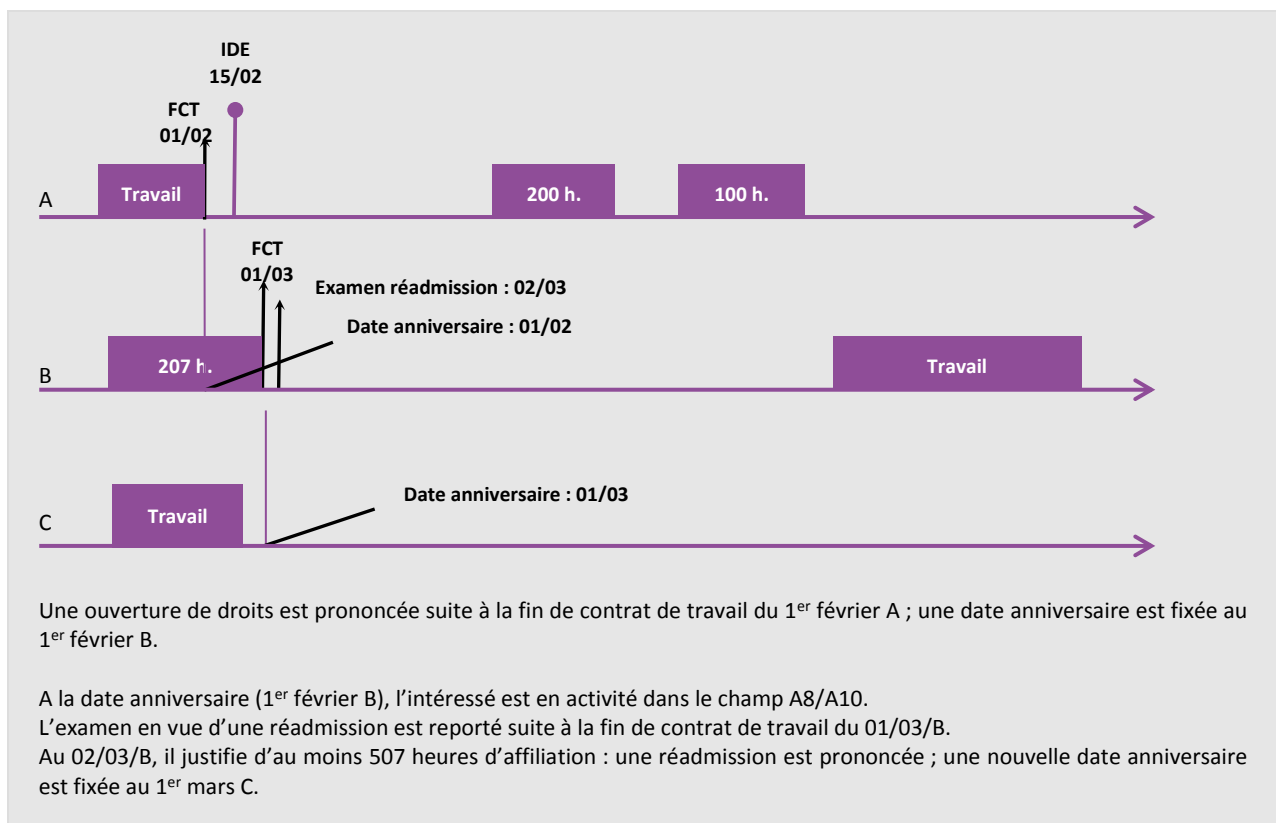 IDE
15/02
FCT
01/02
A
Travail
200 h.
100 h.
FCT
01/03
Examen réadmission : 02/03
Date anniversaire : 01/02
B
207 h.
Travail
C
Travail
Date anniversaire : 01/03
Une ouverture de droits est prononcée suite à la fin de contrat de travail du 1er février A ; une date anniversaire est fixée au
1er février B.
A la date anniversaire (1er février B), l’intéressé est en activité dans le champ A8/A10.
L’examen en vue d’une réadmission est reporté suite à la fin de contrat de travail du 01/03/B.
Au 02/03/B, il justifie d’au moins 507 heures d’affiliation : une réadmission est prononcée ; une nouvelle date anniversaire
est fixée au 1er mars C.